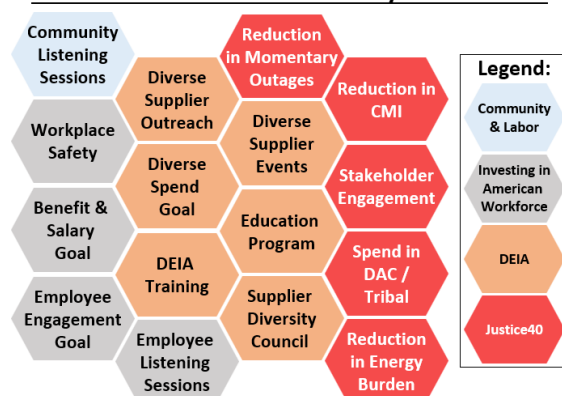 Community
Listening
Sessions
Workplace
Safety
Benefit &
Salary
Goal
Employee
Engagement
Goal
Diverse
Supplier
Outreach
Diverse
Spend
Goal
DEIA
Training
Employee
Listening
Sessions
Reduction
in Momentary
Outages
Diverse
Supplier
Events
Education
Program
Supplier
Diversity
Council
Reduction in
CMI
Stakeholder
Engagement
Spend in
DAC /
Tribal
Reduction
in Energy
Burden
Legend:
Community
& Labor
Investing in
American
Workforce
DEIA
Justice40